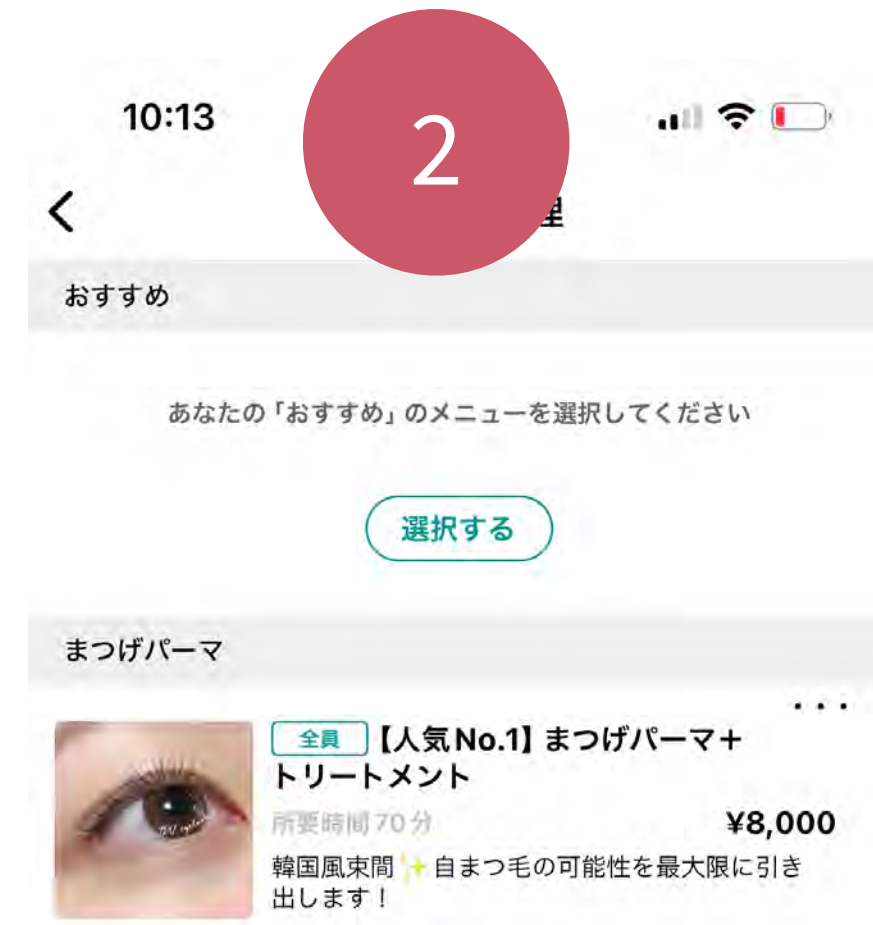 10:13
2
理
おすすめ
あなたの「おすすめ」のメニューを選択してください
選択する
まつげパーマ
全員【人気No.1】まつげパーマ+
トリートメント
所要時間70分
¥8,000
韓国風束間✨自まつ毛の可能性を最大限に引き
出します!